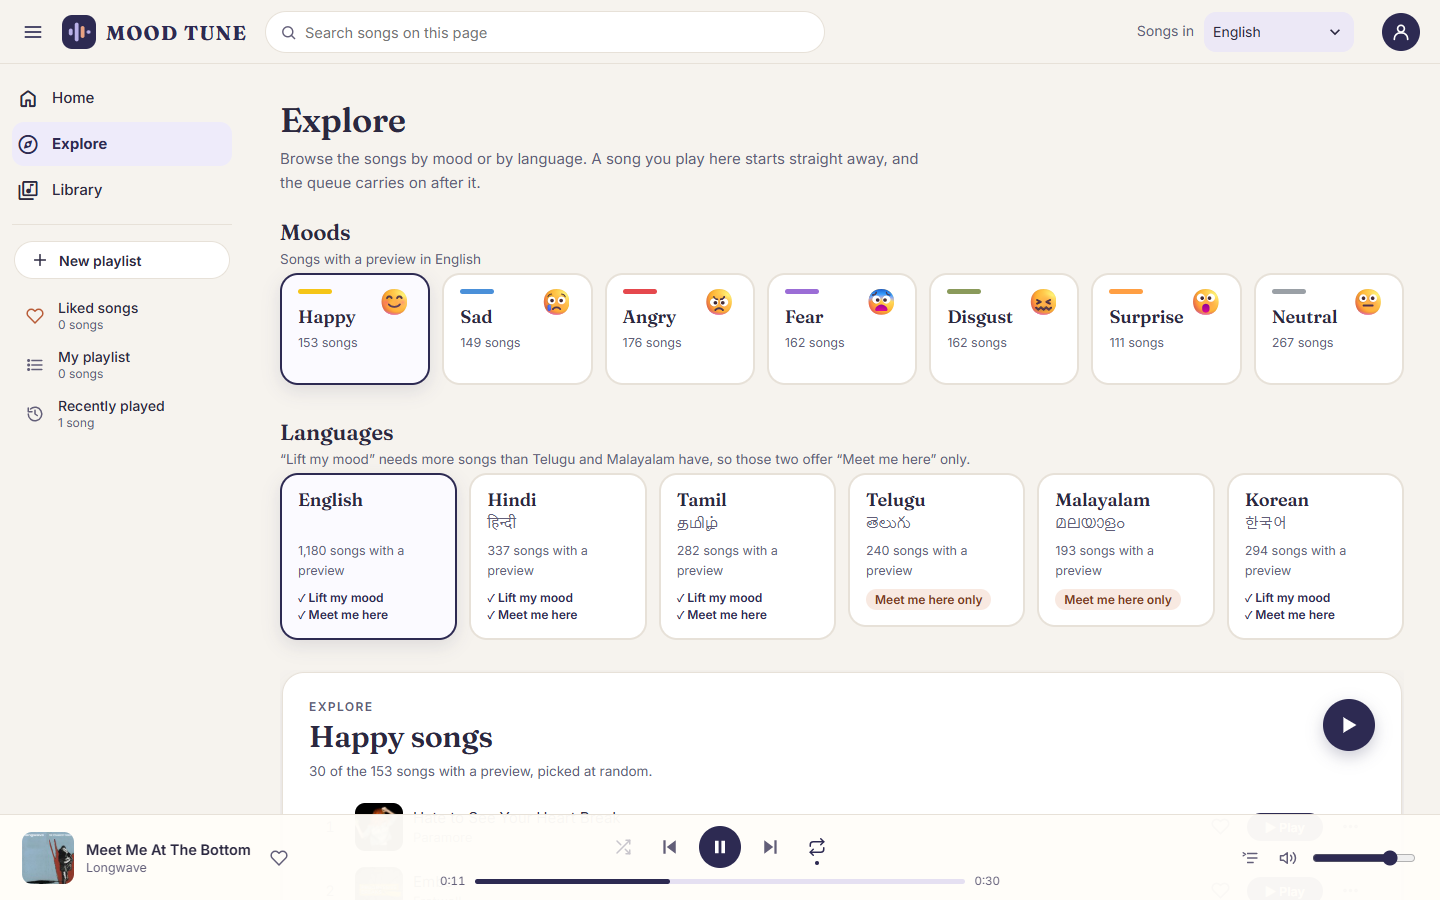 MOOD TUNE
Search songs on this page
Songs in
English
Home
Explore
Library
New playlist
Liked songs
0 songs
My playlist
0 songs
Recently played
1 song
Explore
Browse the songs by mood or by language. A song you play here starts straight away, and
the queue carries on after it.
Moods
Songs with a preview in English
Happy
153 songs
Sad
149 songs
Angry
176 songs
Fear
162 songs
Disgust
162 songs
Surprise
111 songs
Neutral
267 songs
Languages
“Lift my mood” needs more songs than Telugu and Malayalam have, so those two offer “Meet me here” only.
English
1,180 songs with a
preview
✓ Lift my mood
✓ Meet me here
Hindi
हिन्दी
337 songs with a
preview
✓ Lift my mood
✓ Meet me here
Tamil
தமிழ்
282 songs with a
preview
✓ Lift my mood
✓ Meet me here
Telugu
తెలుగు
240 songs with a
preview
Meet me here only
Malayalam
മലയാളം
193 songs with a
preview
Meet me here only
Korean
한국어
294 songs with a
preview
✓ Lift my mood
✓ Meet me here
EXPLORE
Happy songs
30 of the 153 songs with a preview, picked at random.
Play
Meet Me At The Bottom
Longwave
0:11
0:30
Play